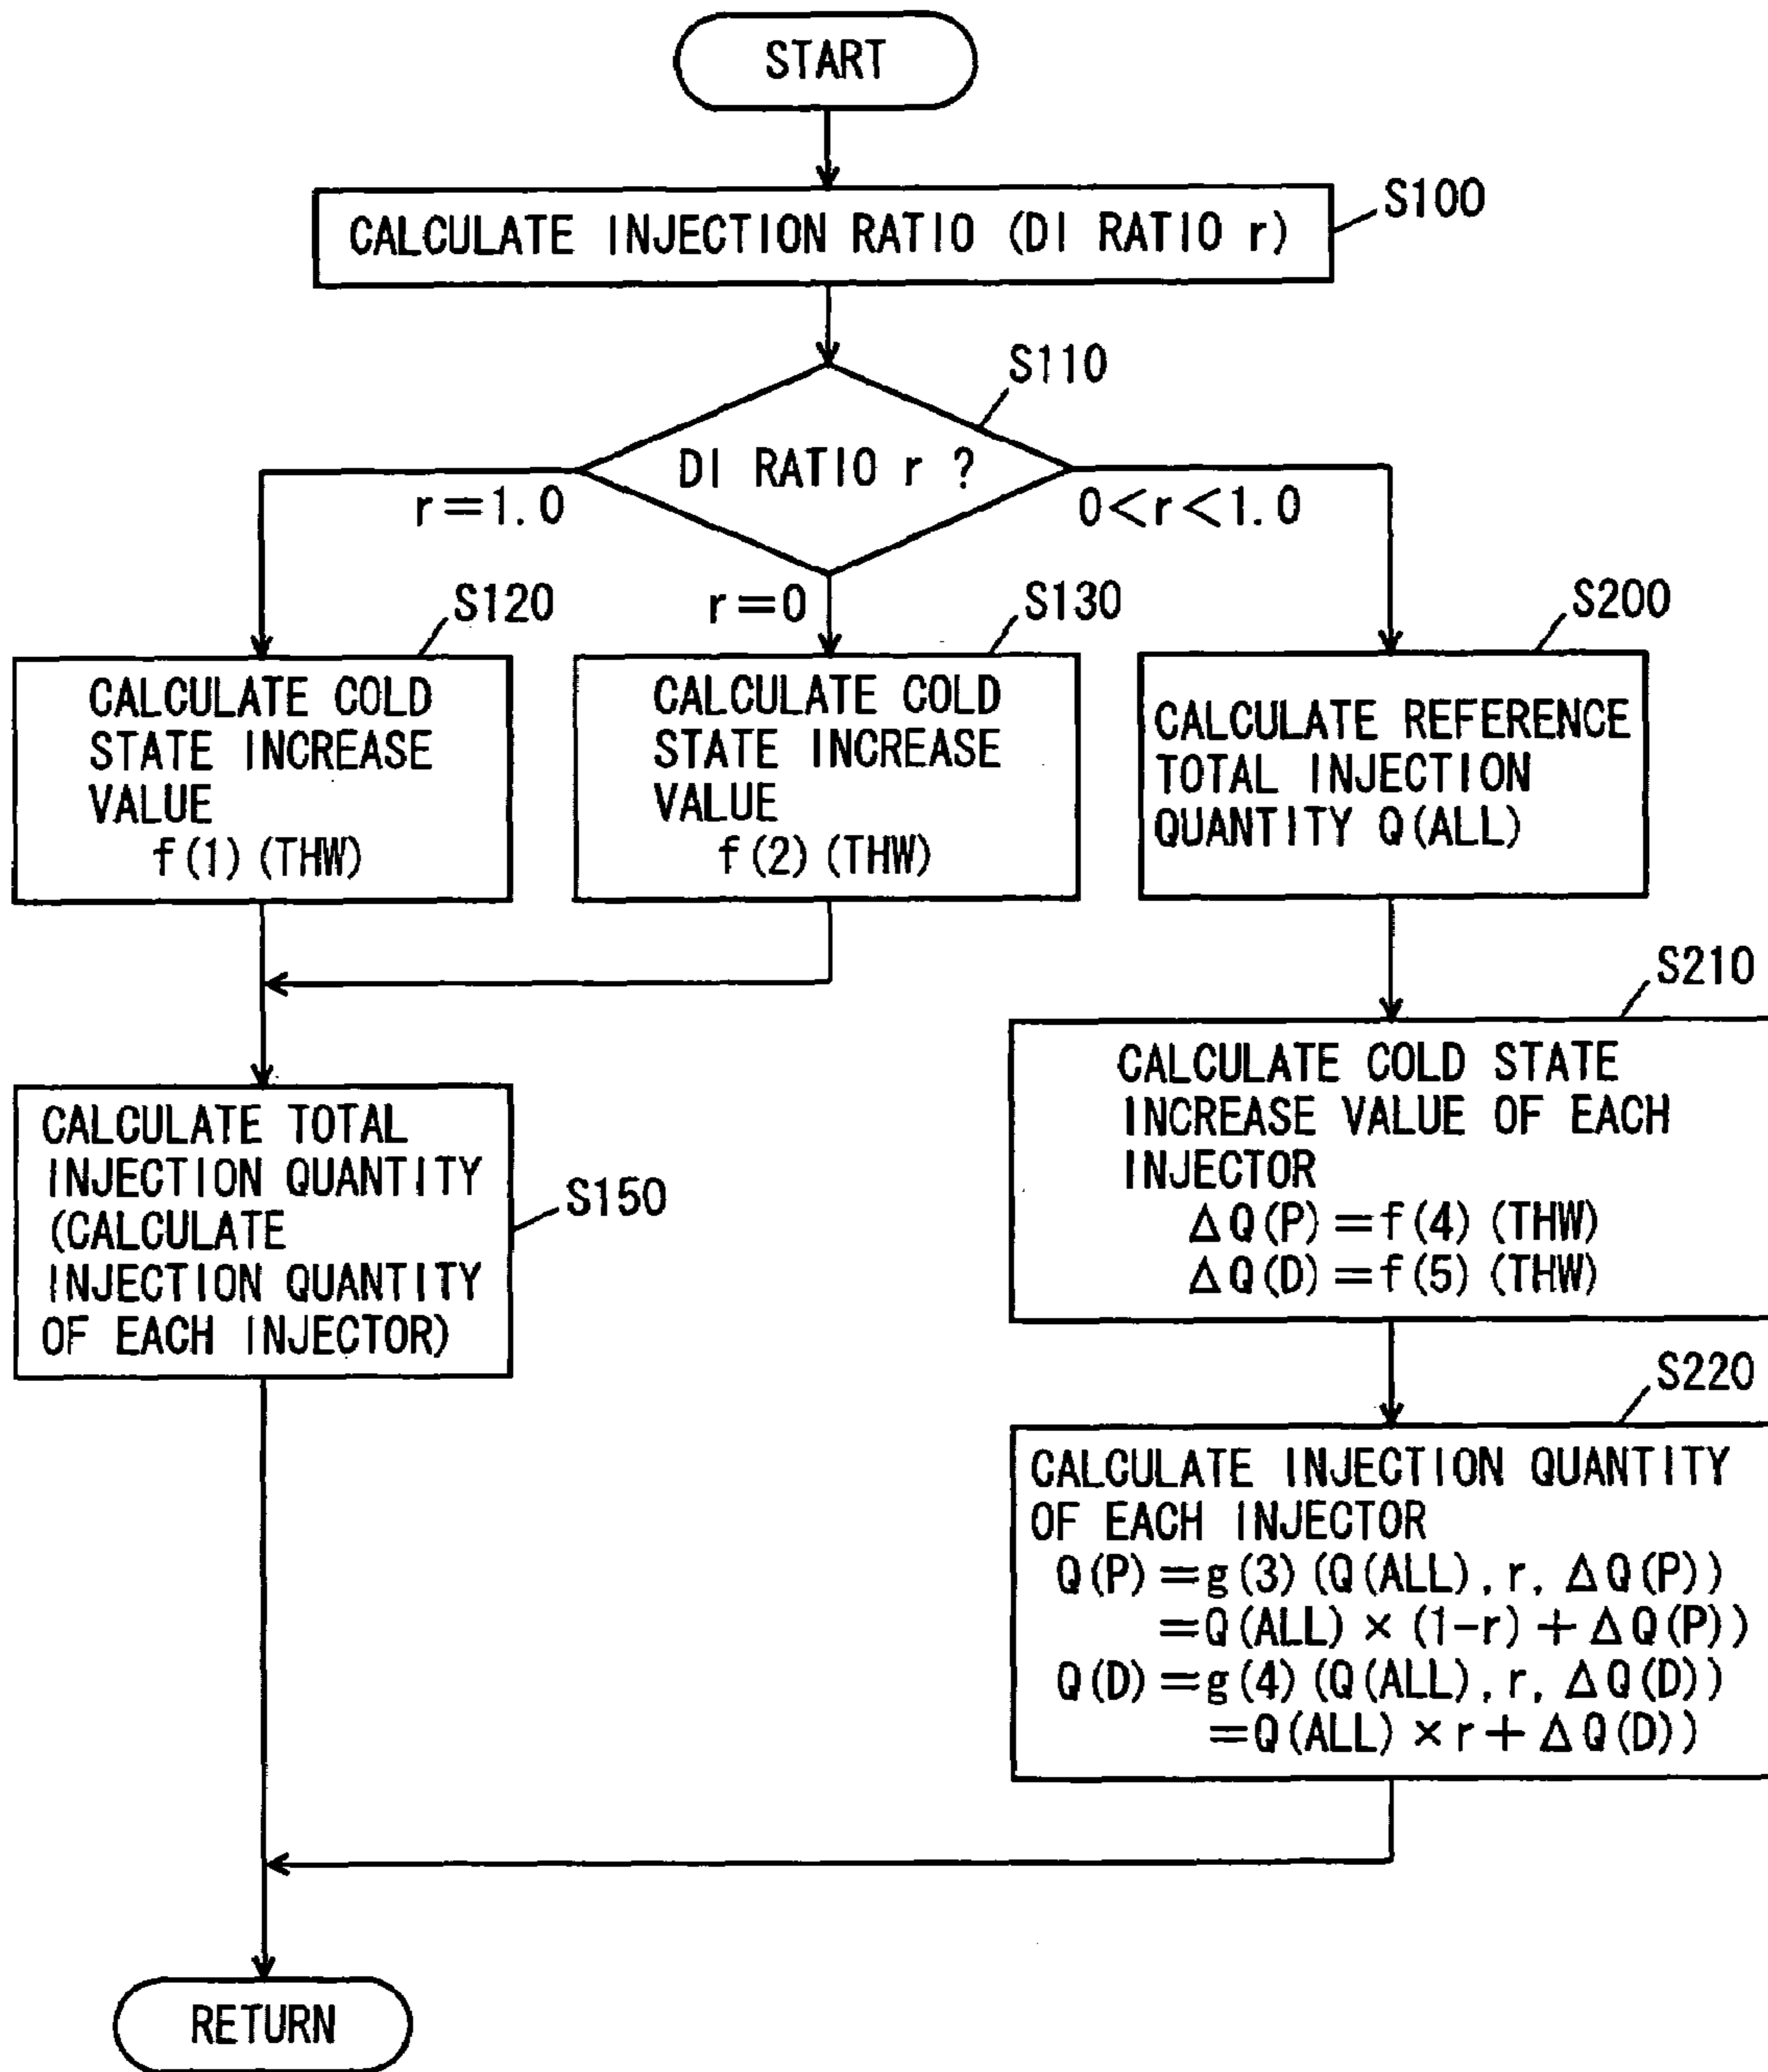 START
CALCULATE INJECTION RATIO (DI RATIO r)
S100
S110
DI RATIO r ?
r=1.0
0<r<1.0
r=0
S120
S130
S200
CALCULATE COLD
STATE INCREASE
VALUE
f(1)(THW)
CALCULATE COLD
STATE INCREASE
VALUE
f(2)(THW)
CALCULATE REFERENCE
TOTAL INJECTION
QUANTITY Q(ALL)
S210
CALCULATE COLD STATE
INCREASE VALUE OF EACH
INJECTOR
ΔQ(P)=f(4)(THW)
ΔQ(D)=f(5)(THW)
CALCULATE TOTAL
INJECTION QUANTITY
(CALCULATE
INJECTION QUANTITY
OF EACH INJECTOR)
S150
S220
CALCULATE INJECTION QUANTITY
OF EACH INJECTOR
Q(P)=g(3)(Q(ALL),r,ΔQ(P))
=Q(ALL)×(1-r)+ΔQ(P))
Q(D)=g(4)(Q(ALL),r,ΔQ(D))
=Q(ALL)×r+ΔQ(D))
RETURN